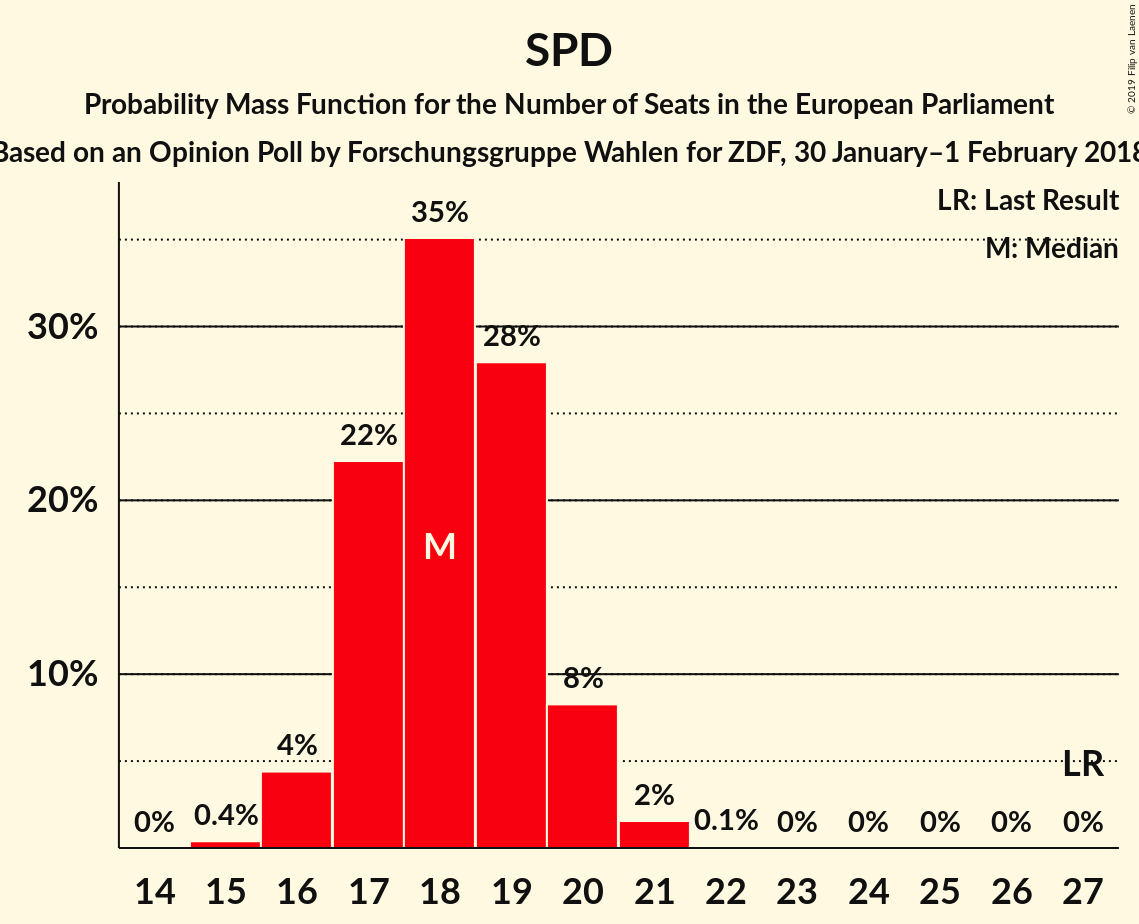 SPD
Probability Mass Function for the Number of Seats in the European Parliament
Based on an Opinion Poll by Forschungsgruppe Wahlen for ZDF, 30 January–1 February 2018
© 2019 Filip van Laenen
LR: Last Result
M: Median
30%
20%
10%
0%
0.4%
4%
22%
35%
28%
8%
2%
0.1%
0%
0%
0%
0%
0%
M
LR
14 15 16 17 18 19 20 21 22 23 24 25 26 27